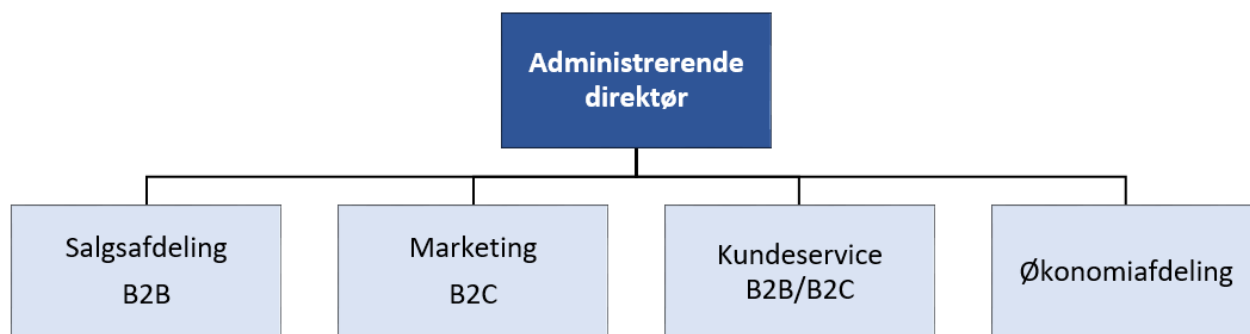 Administrerende
direktør
Salgsafdeling
B2B
Marketing
B2C
Kundeservice
B2B/B2C
Økonomiafdeling